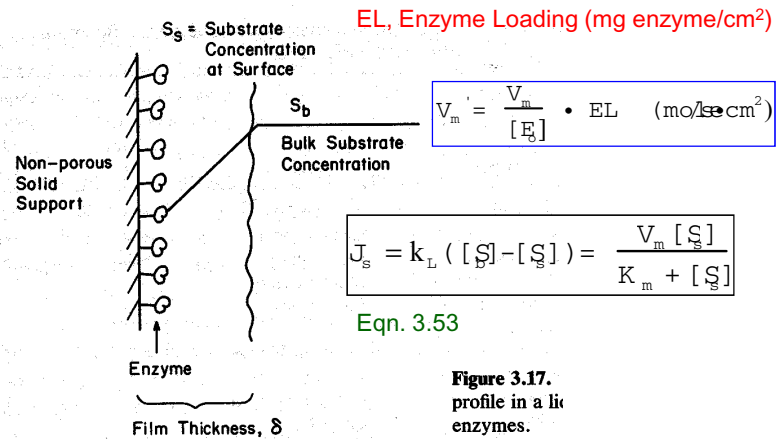 EL, Enzyme Loading (mg enzyme/cm²)
S_S = Substrate
Concentration
at Surface
S_b
Bulk Substrate
Concentration
Non-porous
Solid
Support
V_m' = V_m / [E_o] • EL (mol/sec•cm²)
J_s = k_L ([S_b]-[S_s]) = V_m [S_s] / K_m + [S_s]
Eqn. 3.53
Enzyme
Film Thickness, δ
Figure 3.17.
profile in a
enzymes.